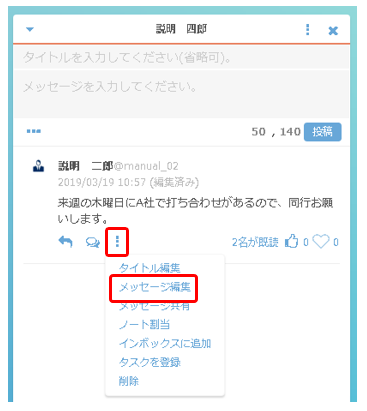 説明　四郎
タイトルを入力してください(省略可)。
メッセージを入力してください。
50 , 140 投稿
説明　二郎@manual_02
2019/03/19 10:57 (編集済み)
来週の木曜日にA社で打ち合わせがあるので、同行お願
いします。
2名が既読 0 0
タイトル編集
メッセージ編集
メッセージ共有
ノート割当
インボックスに追加
タスクを登録
削除